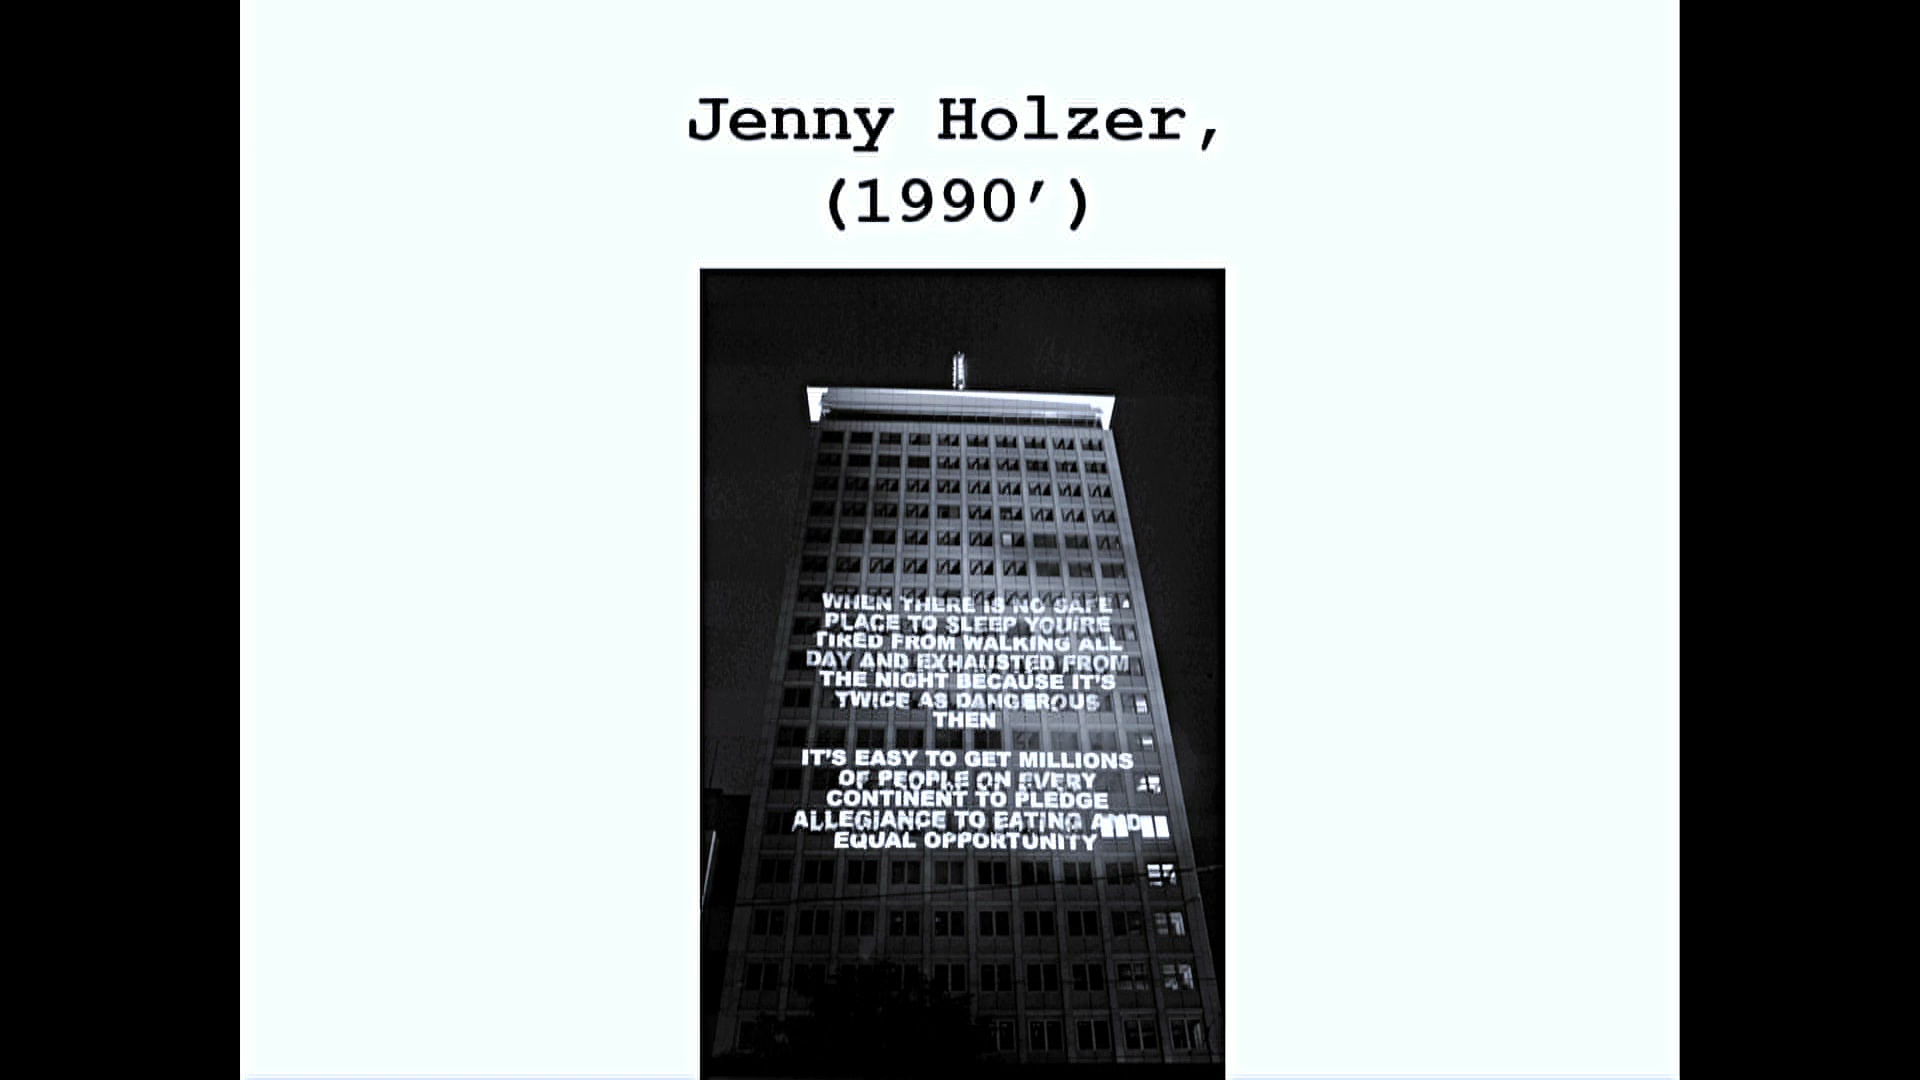 Jenny Holzer,
(1990’)
WHEN THERE IS NO SAFE
PLACE TO SLEEP YOU'RE
TIRED FROM WALKING ALL
DAY AND EXHAUSTED FROM
THE NIGHT BECAUSE IT'S
TWICE AS DANGEROUS
THEN
IT'S EASY TO GET MILLIONS
OF PEOPLE ON EVERY
CONTINENT TO PLEDGE
ALLEGIANCE TO EATING AND
EQUAL OPPORTUNITY